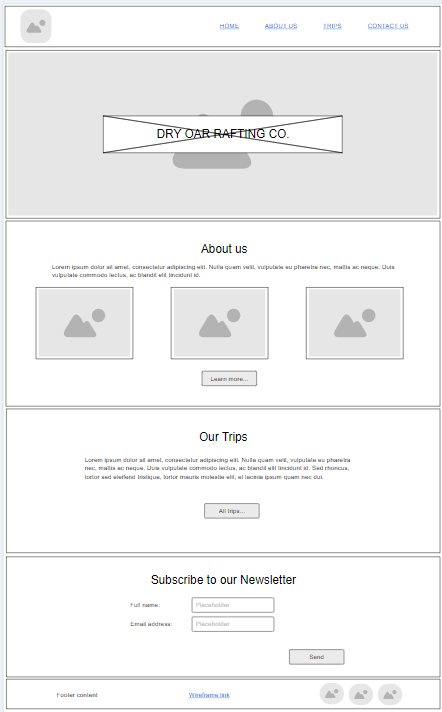 HOME ABOUT US TRIPS CONTACT US
DRY OAR RAFTING CO.
About us
Lorem ipsum dolor sit amet, consectetur adipiscing elit. Nulla quam velit, vulputate eu pharetra nec, mattis ac neque. Duis
vulputate commodo lectus, ac blandit elit tincidunt id.
Learn more...
Our Trips
Lorem ipsum dolor sit amet, consectetur adipiscing elit. Nulla quam velit, vulputate eu pharetra
nec, mattis ac neque. Duis vulputate commodo lectus, ac blandit elit tincidunt id. Sed rhoncus,
tortor sed eleifend tristique, tortor mauris molestie elit, et lacinia ipsum quam nec dui.
All trips...
Subscribe to our Newsletter
Full name: Placeholder
Email address: Placeholder
Send
Footer content Wireframe link